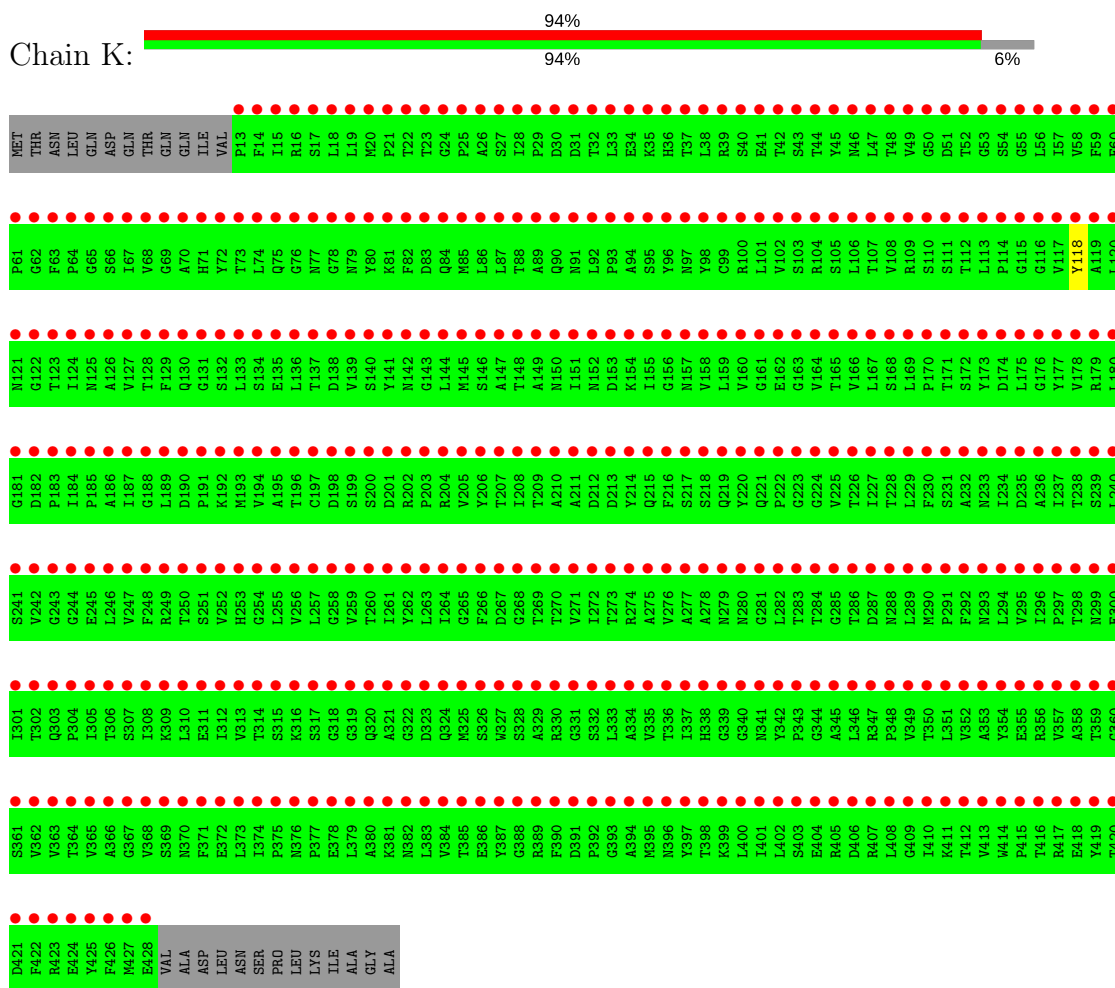 94%
Chain K:
94% 6%
MET THR ASN LEU GLN ASP GLN THR GLN GLN ILE VAL P13 F14 I15 R16 S17 L18 L19 M20 P21 T22 T23 G24 P25 A26 S27 I28 P29 D30 D31 T32 L33 E34 K35 H36 T37 L38 R39 S40 E41 T42 S43 T44 Y45 N46 L47 T48 V49 G50 D51 T52 G53 S54 G55 L56 I57 V58 F59
P61 G62 F63 P64 G65 S66 I67 V68 G69 A70 H71 Y72 T73 L74 Q75 G76 N77 G78 N79 Y80 K81 F82 D83 Q84 M85 L86 L87 T88 A89 Q90 N91 L92 P93 A94 S95 Y96 N97 Y98 C99 R100 L101 V102 S103 R104 S105 L106 T107 V108 R109 S110 S111 T112 L113 P114 G115 G116 V117 Y118 A119
N121 G122 T123 I124 N125 A126 V127 T128 F129 Q130 G131 S132 L133 S134 E135 L136 T137 D138 V139 S140 Y141 N142 G143 L144 M145 S146 A147 T148 A149 N150 I151 N152 D153 K154 I155 G156 N157 V158 L159 V160 G161 E162 G163 V164 T165 V166 L167 S168 L169 P170 T171 S172 Y173 D174 L175 G176 Y177 V178 R179
G181 D182 P183 I184 P185 A186 I187 G188 L189 D190 P191 K192 M193 V194 A195 T196 C197 D198 S199 S200 D201 R202 P203 R204 V205 Y206 T207 I208 T209 A210 A211 D212 D213 Y214 Q215 F216 S217 S218 Q219 Y220 Q221 P222 G223 G224 V225 T226 I227 T228 L229 F230 S231 A232 N233 I234 D235 A236 I237 T238 S239
S241 V242 G243 G244 E245 L246 V247 F248 R249 T250 S251 V252 H253 G254 L255 V256 L257 G258 V259 T260 I261 Y262 L263 I264 G265 F266 D267 G268 T269 T270 V271 I272 T273 R274 A275 V276 A277 A278 N279 N280 G281 L282 T283 T284 G285 T286 D287 N288 L289 M290 P291 F292 N293 L294 V295 I296 P297 T298 N299
I301 T302 Q303 P304 I305 T306 S307 I308 K309 L310 E311 I312 V313 T314 S315 K316 S317 G318 G319 Q320 A321 G322 D323 Q324 M325 S326 W327 S328 A329 R330 G331 S332 L333 A334 V335 T336 I337 H338 G339 G340 N341 Y342 P343 G344 A345 L346 R347 P348 V349 T350 L351 V352 A353 Y354 E355 R356 V357 A358 T359
S361 V362 V363 T364 V365 A366 G367 V368 S369 N370 F371 E372 L373 I374 P375 N376 P377 E378 L379 A380 K381 N382 L383 V384 T385 E386 Y387 G388 R389 F390 D391 P392 G393 A394 M395 N396 Y397 T398 K399 L400 I401 L402 S403 E404 R405 D406 R407 L408 G409 I410 K411 T412 V413 W414 P415 T416 R417 E418 Y419
D421 F422 R423 E424 Y425 F426 M427 E428 VAL ALA ASP LEU ASN SER PRO LEU LYS ILE ALA GLY ALA